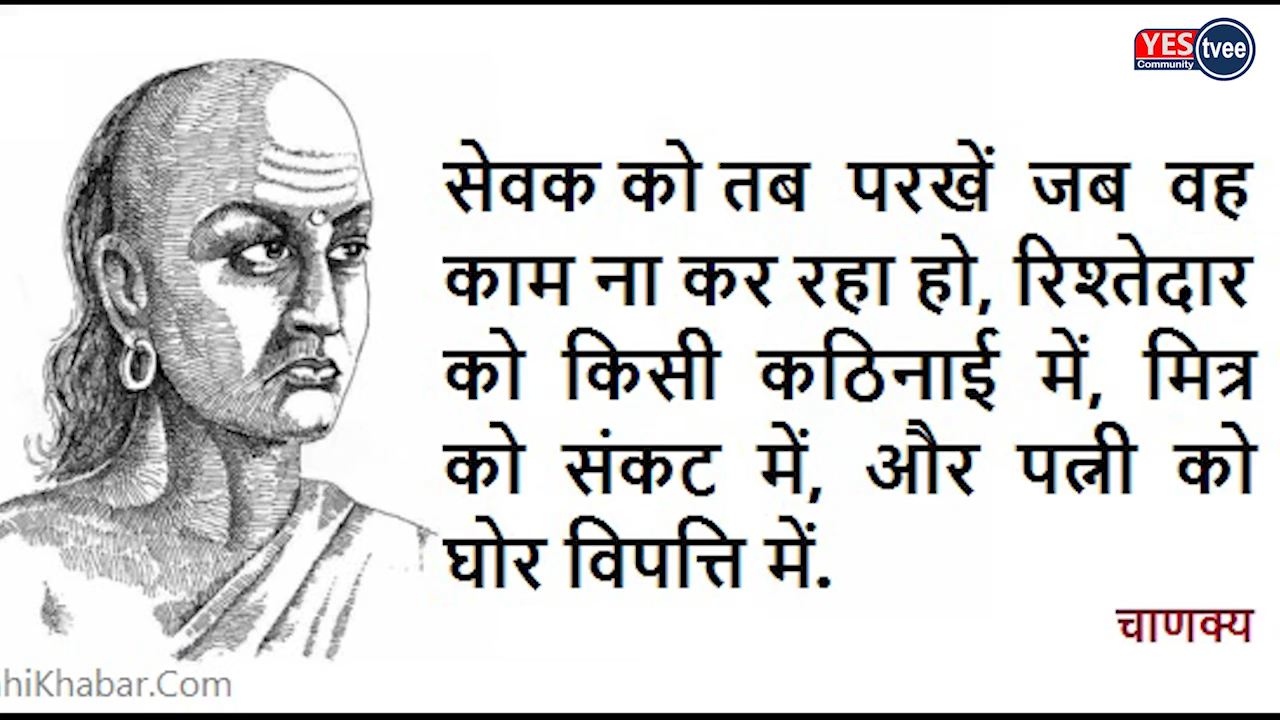 YES
tvee
Community
सेवक को तब परखें जब वह
काम ना कर रहा हो, रिश्तेदार
को किसी कठिनाई में, मित्र
को संकट में, और पत्नी को
घोर विपत्ति में.
चाणक्य
hiKhabar.Com